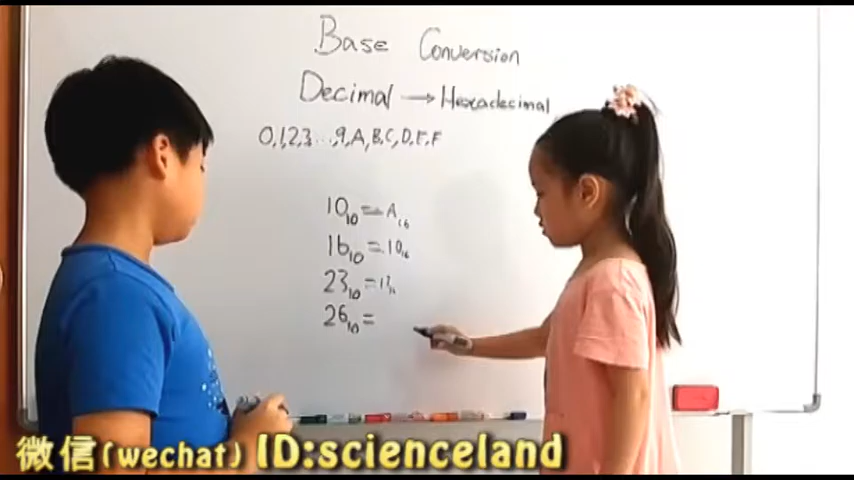 Base Conversion
Decimal → Hexadecimal
0,1,2,3...,9,A,B,C,D,E,F
10₁₀ = A₁₆
16₁₀ = 10₁₆
23₁₀ = 17₁₆
26₁₀ =
微信(wechat) ID:scienceland